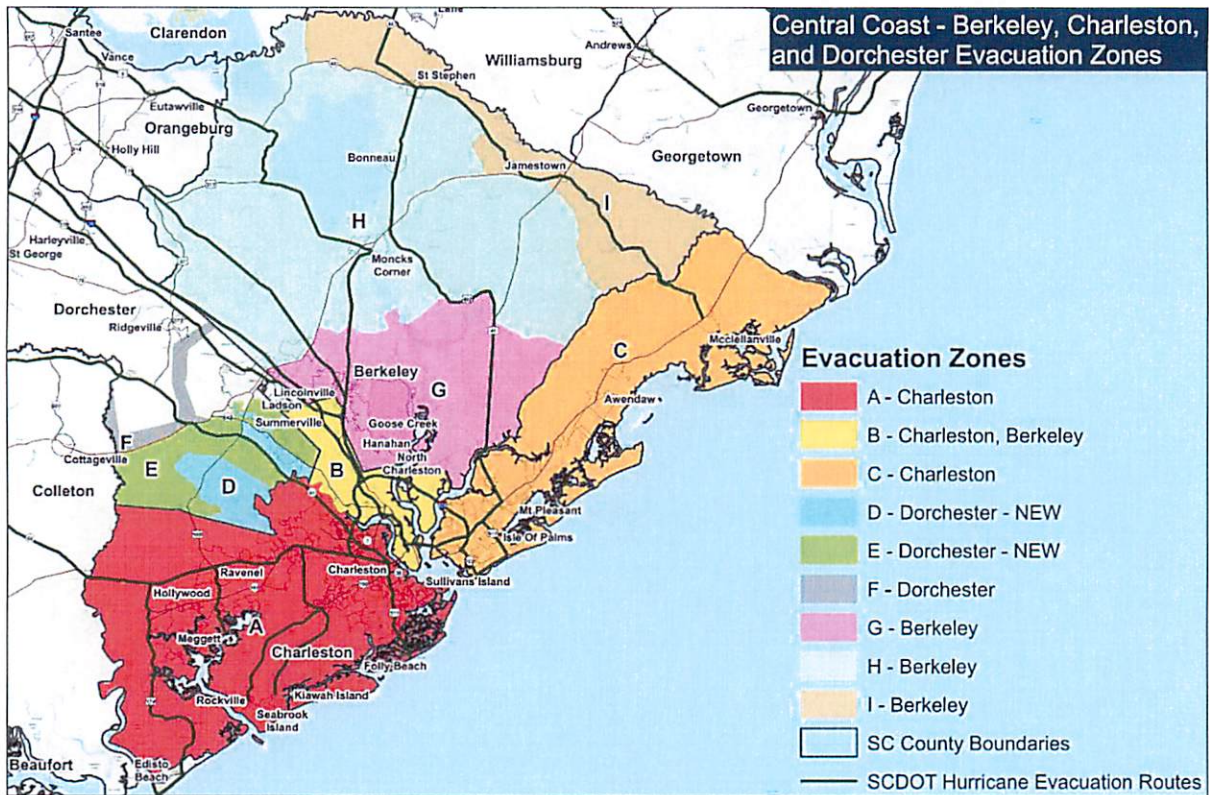 Central Coast - Berkeley, Charleston,
and Dorchester Evacuation Zones
Santee
Clarendon
Vance
Andrews
Williamsburg
St Stephen
Eutawville
Georgetown
Orangeburg
Holly Hill
Bonneau
Jamestown
Georgetown
I
H
Harleyville
St George
Moncks
Corner
Dorchester
Ridgeville
C
Mcclellanville
Berkeley
G
Lincolnville
Ladson
Awendaw
Summerville
Goose Creek
Hanahan
F
Cottageville
North
Charleston
E
B
Colleton
D
Mt Pleasant
Isle Of Palms
Ravenel
Charleston
Sullivans Island
Hollywood
A
Meggett
Charleston
Folly Beach
Rockville
Kiawah Island
Seabrook
Island
Beaufort
Edisto
Beach
Evacuation Zones
A - Charleston
B - Charleston, Berkeley
C - Charleston
D - Dorchester - NEW
E - Dorchester - NEW
F - Dorchester
G - Berkeley
H - Berkeley
I - Berkeley
SC County Boundaries
SCDOT Hurricane Evacuation Routes